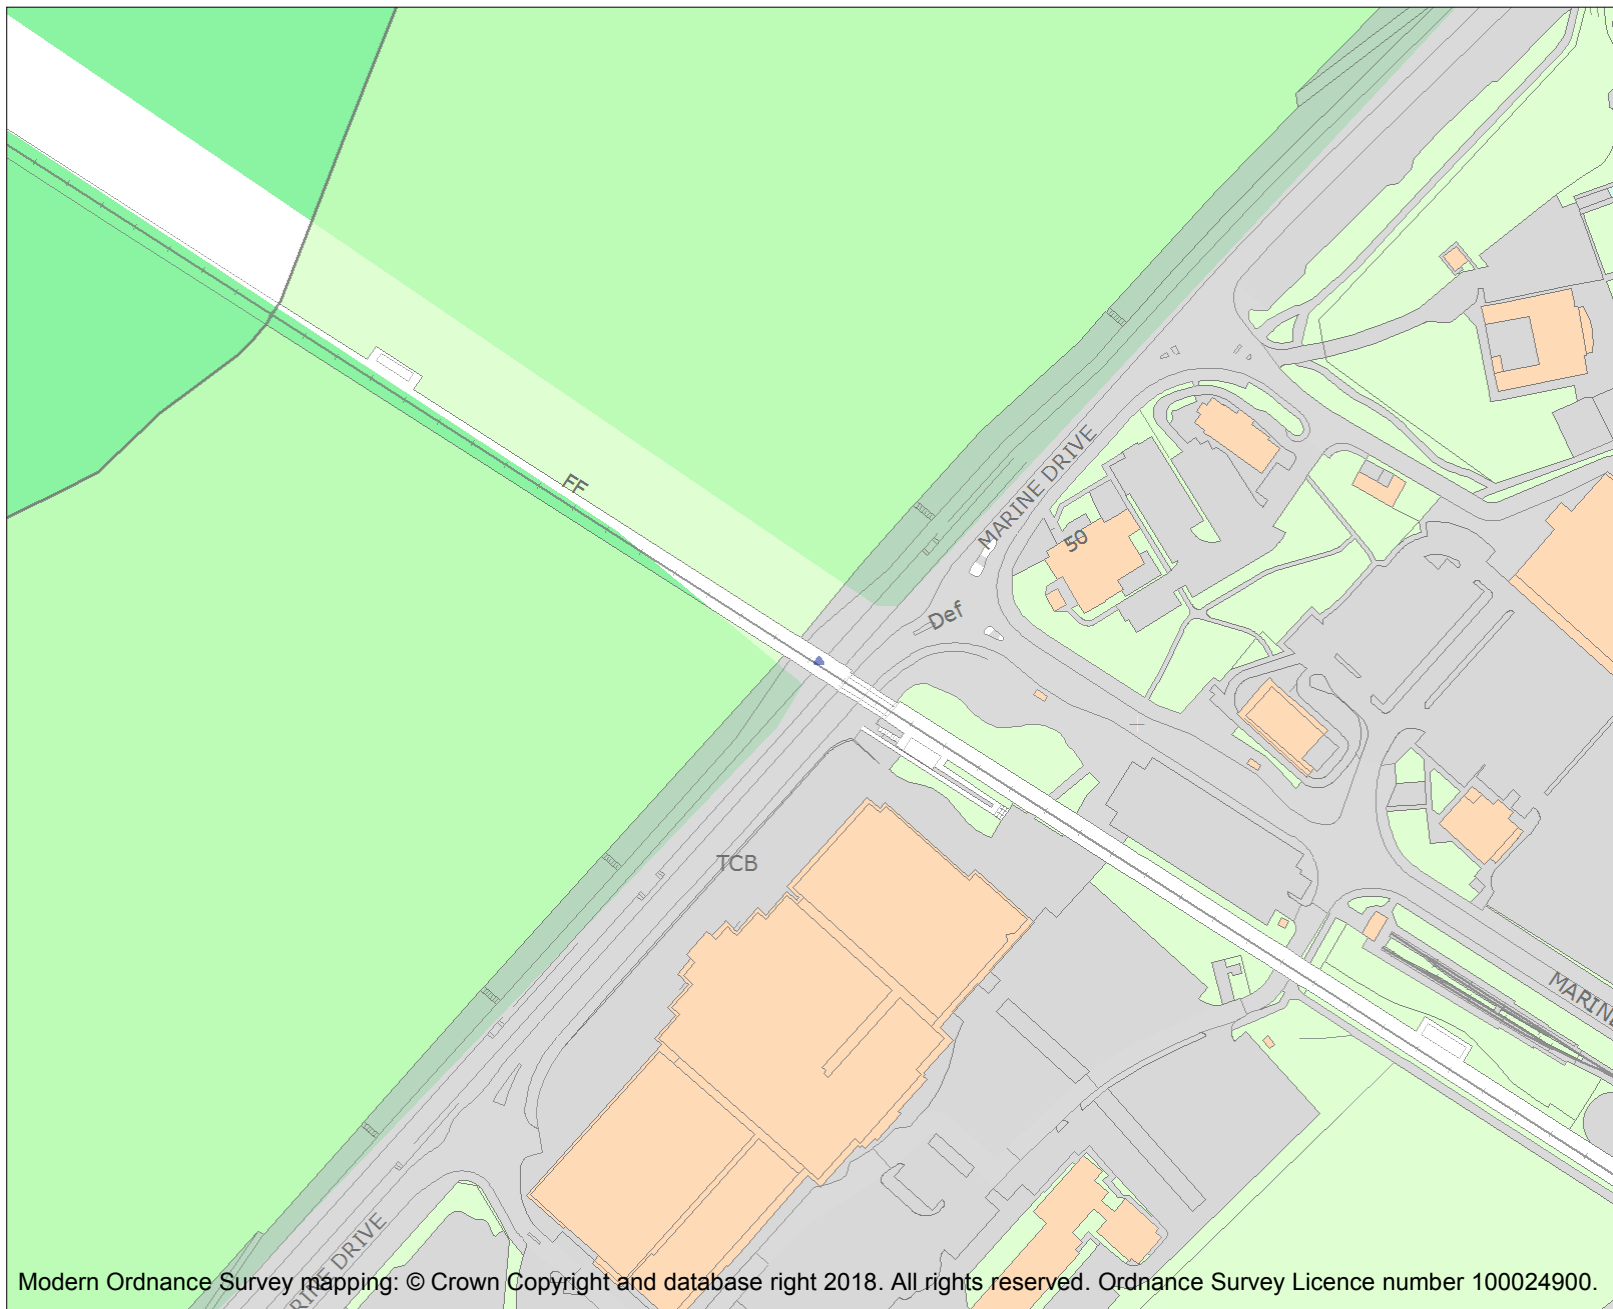 FF
MARINE DRIVE
50
Def
TCB
MARINE
RINE DRIVE
Modern Ordnance Survey mapping: © Crown Copyright and database right 2018. All rights reserved. Ordnance Survey Licence number 100024900.